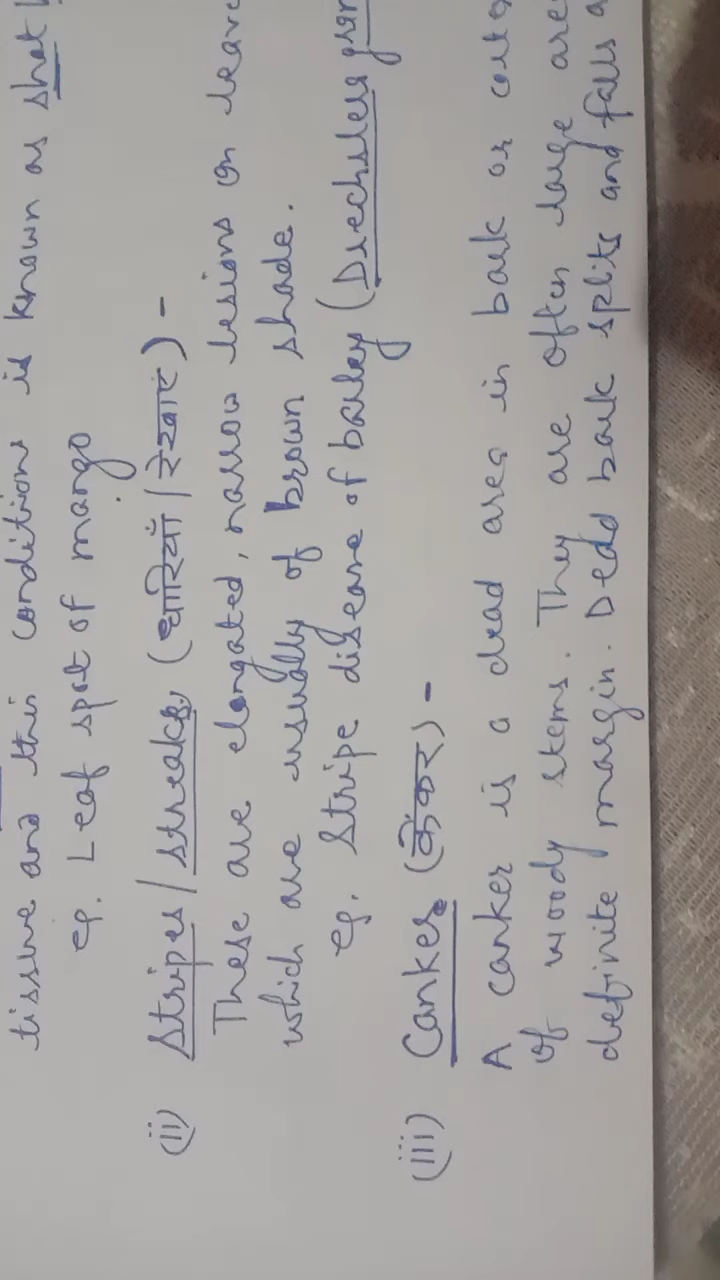 tissue and this conditions is known as shot
eg. Leaf spot of mango
(ii) Stripes/streaks, (धारियाँ/रेखाएं) -
These are elongated, narrow lesions on leave
which are usually of brown shade.
eg. Stripe disease of barley (Drechslera gram
(iii) Canker (केंकर) -
A canker is a dead area in bark or corte
of woody stems. They are often large are
definite margin. Dead bark splits and falls a